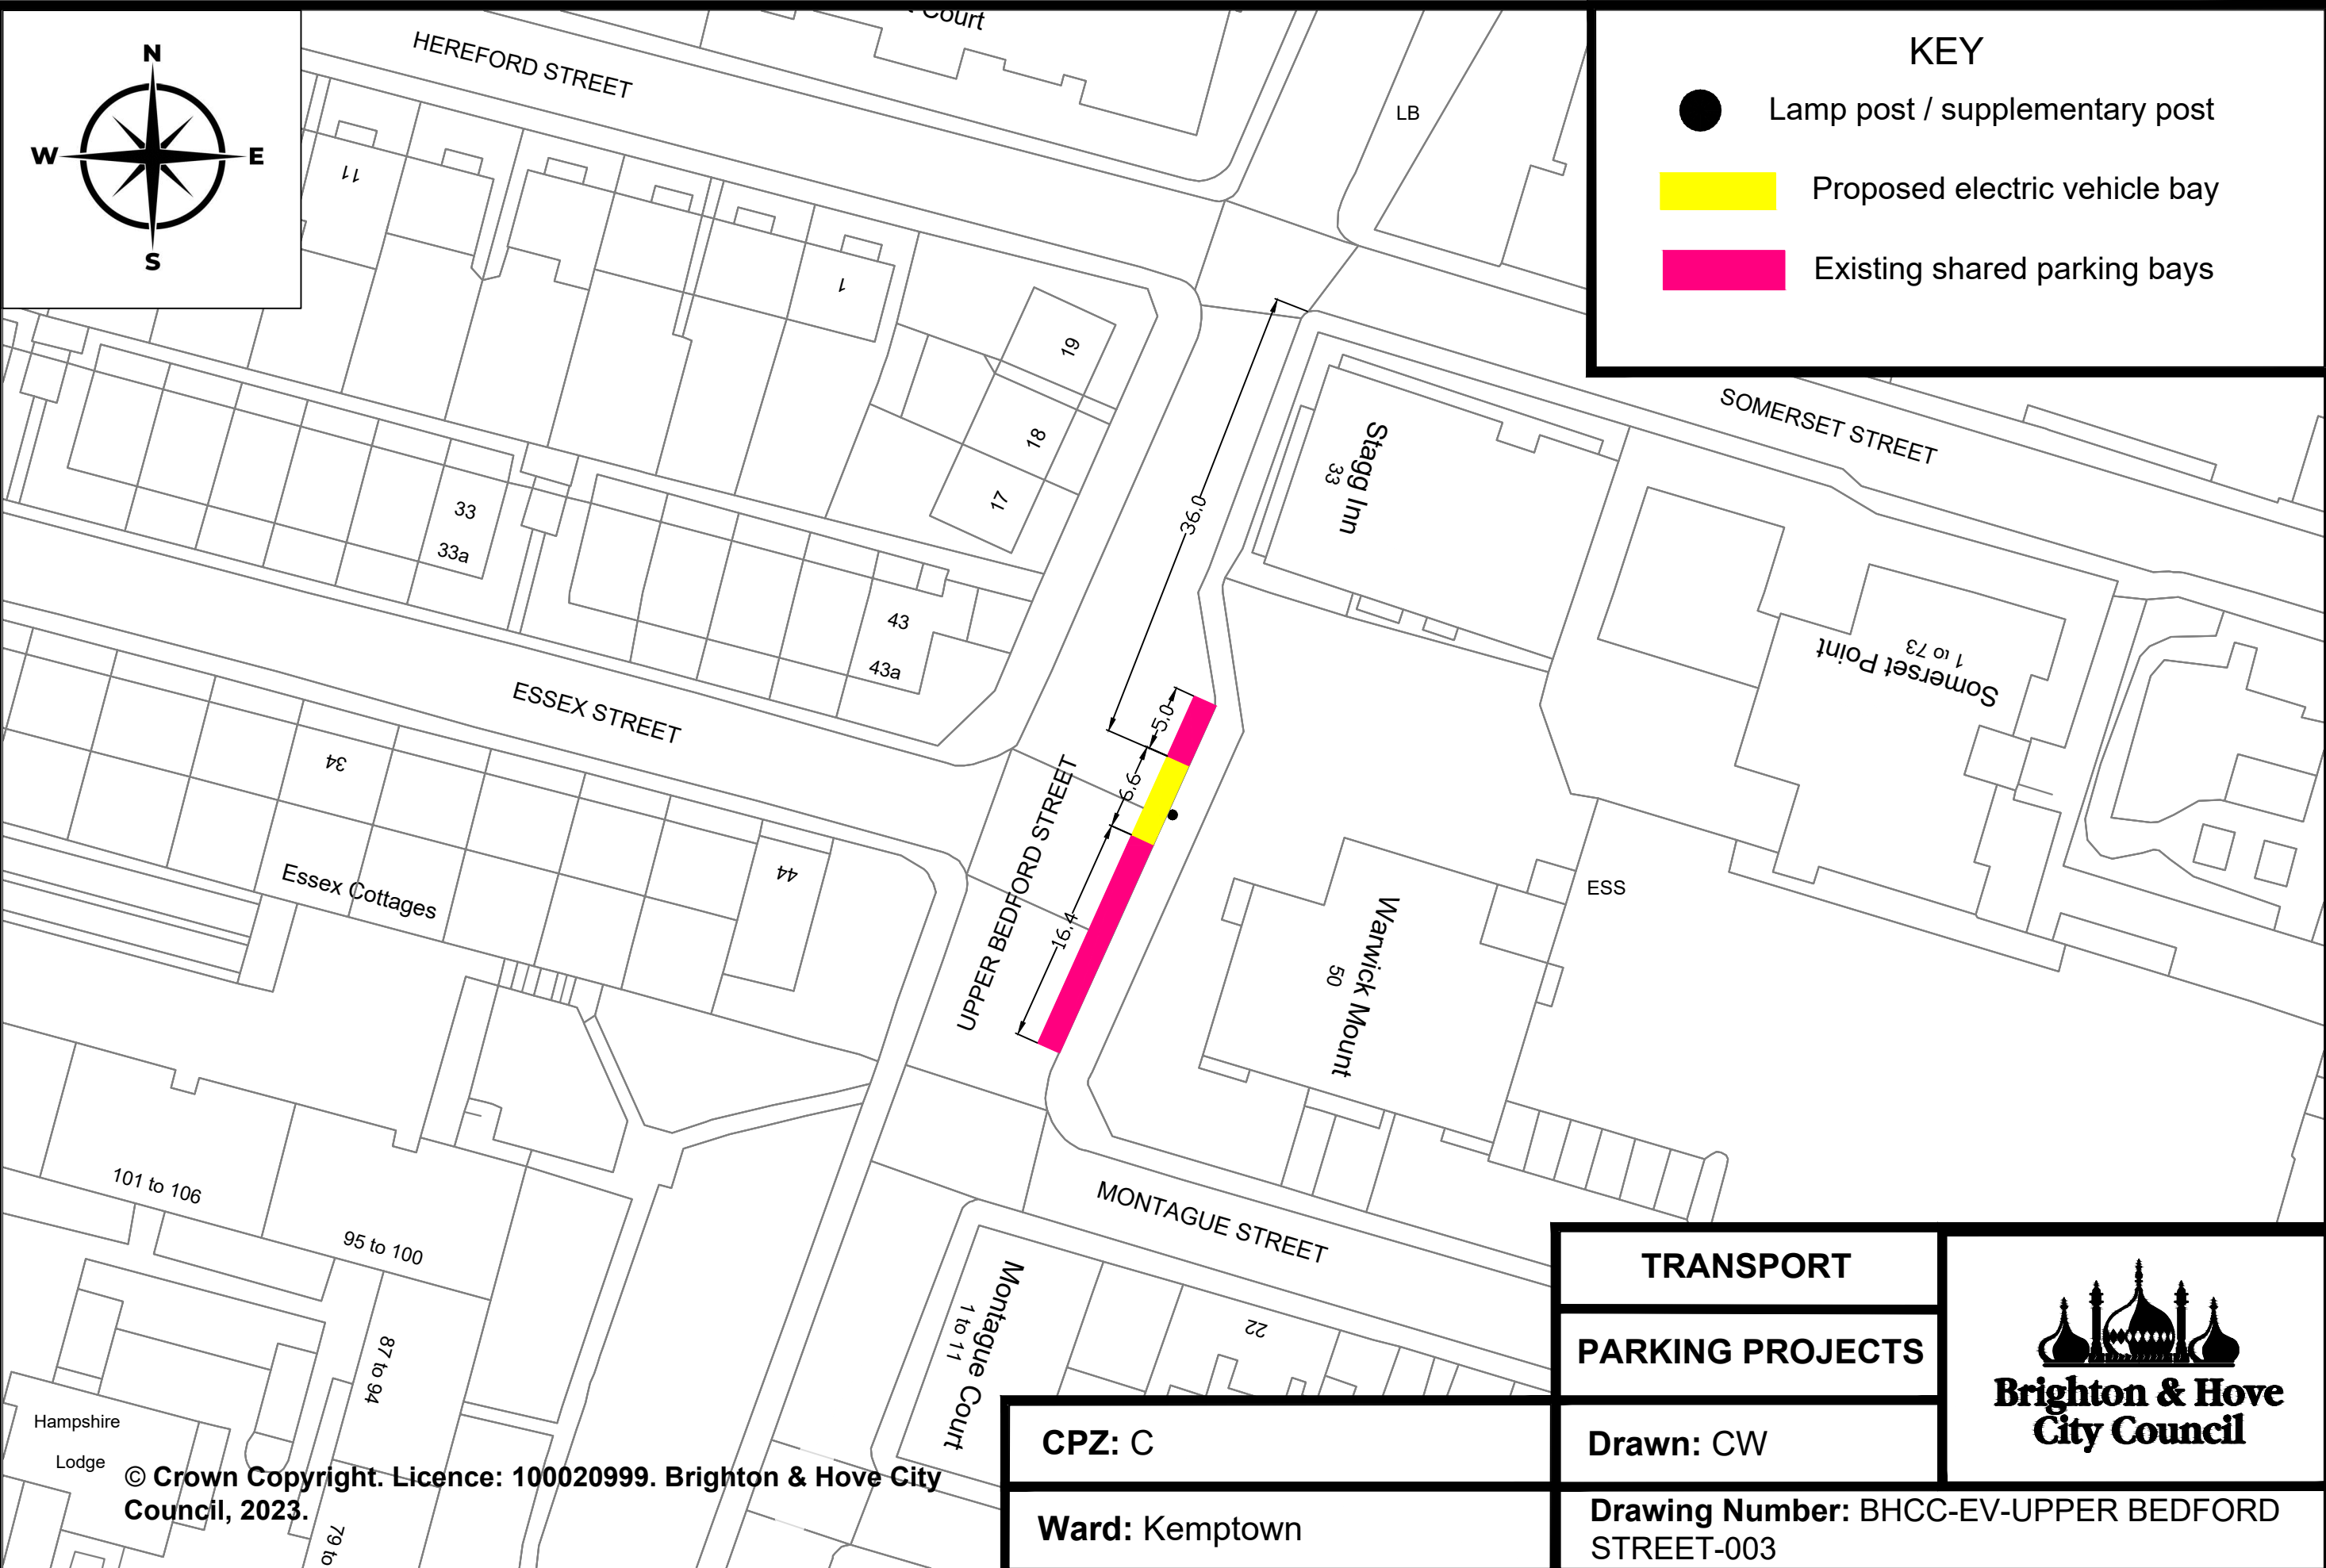 N
W E
S
HEREFORD STREET
Court
LB
KEY
Lamp post / supplementary post
Proposed electric vehicle bay
Existing shared parking bays
11
1
19
18
17
33
33a
43
43a
36.0
Stagg Inn
33
SOMERSET STREET
Somerset Point
1 to 73
ESSEX STREET
34
44
Essex Cottages
UPPER BEDFORD STREET
5.0
6.6
16.4
Warwick Mount
50
ESS
101 to 106
95 to 100
87 to 94
79 to
Hampshire
Lodge
MONTAGUE STREET
Montague Court
1 to 11
22
© Crown Copyright. Licence: 100020999. Brighton & Hove City
Council, 2023.
TRANSPORT
PARKING PROJECTS
CPZ: C
Drawn: CW
Ward: Kemptown
Drawing Number: BHCC-EV-UPPER BEDFORD
STREET-003
Brighton & Hove
City Council